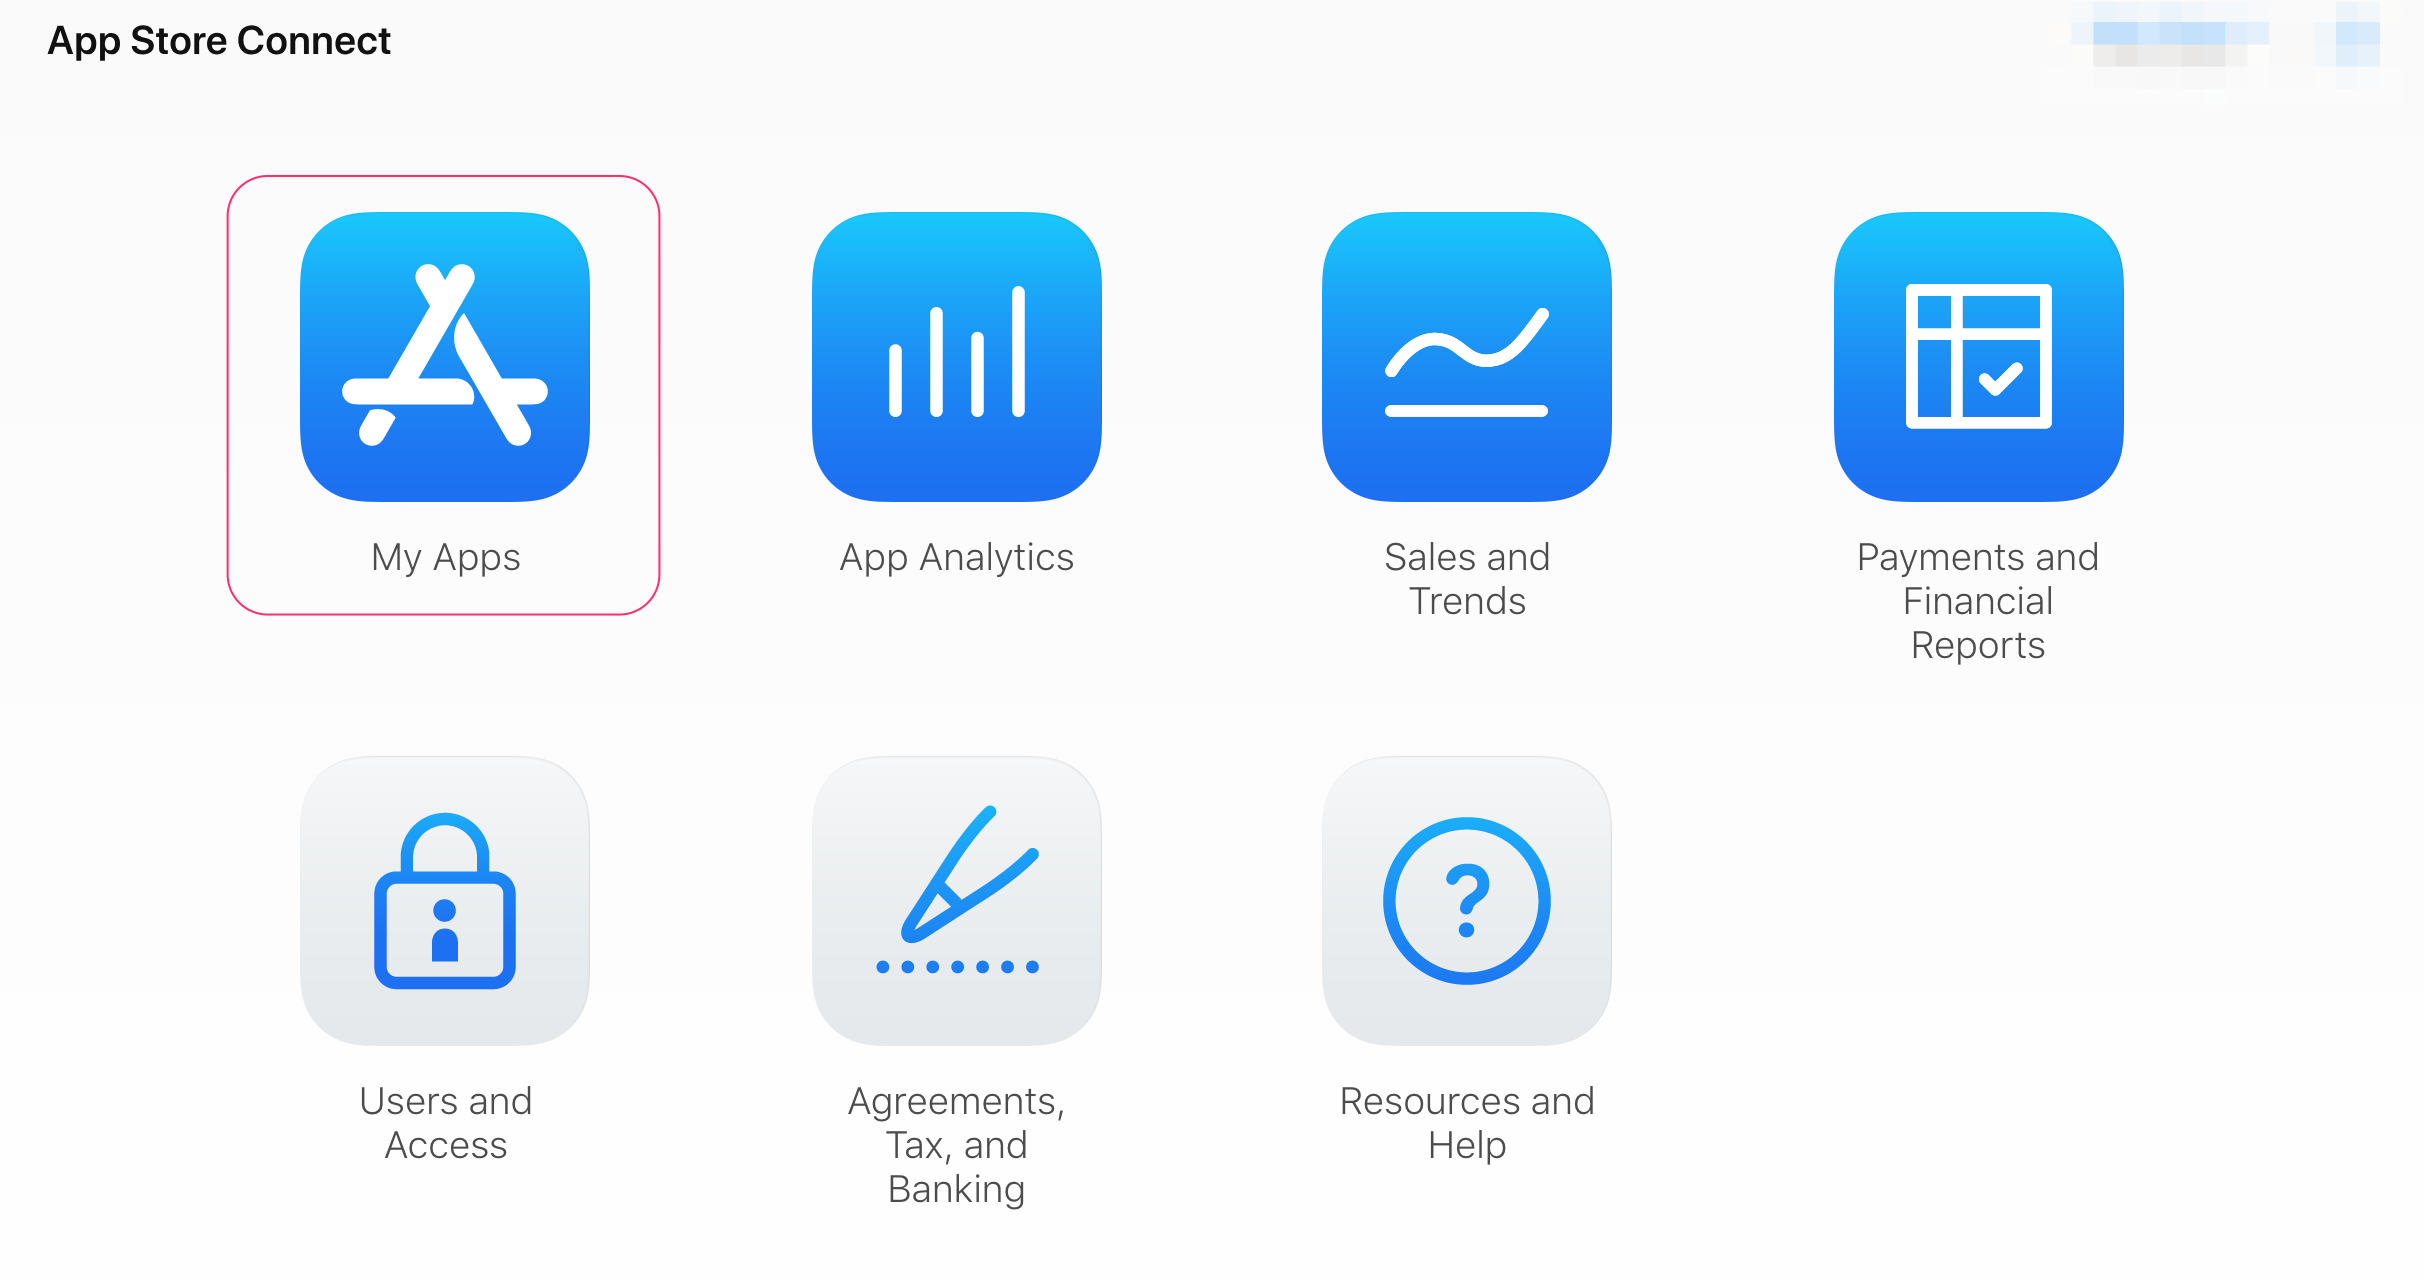 App Store Connect
My Apps
App Analytics
Sales and
Trends
Payments and
Financial
Reports
Users and
Access
Agreements,
Tax, and
Banking
Resources and
Help